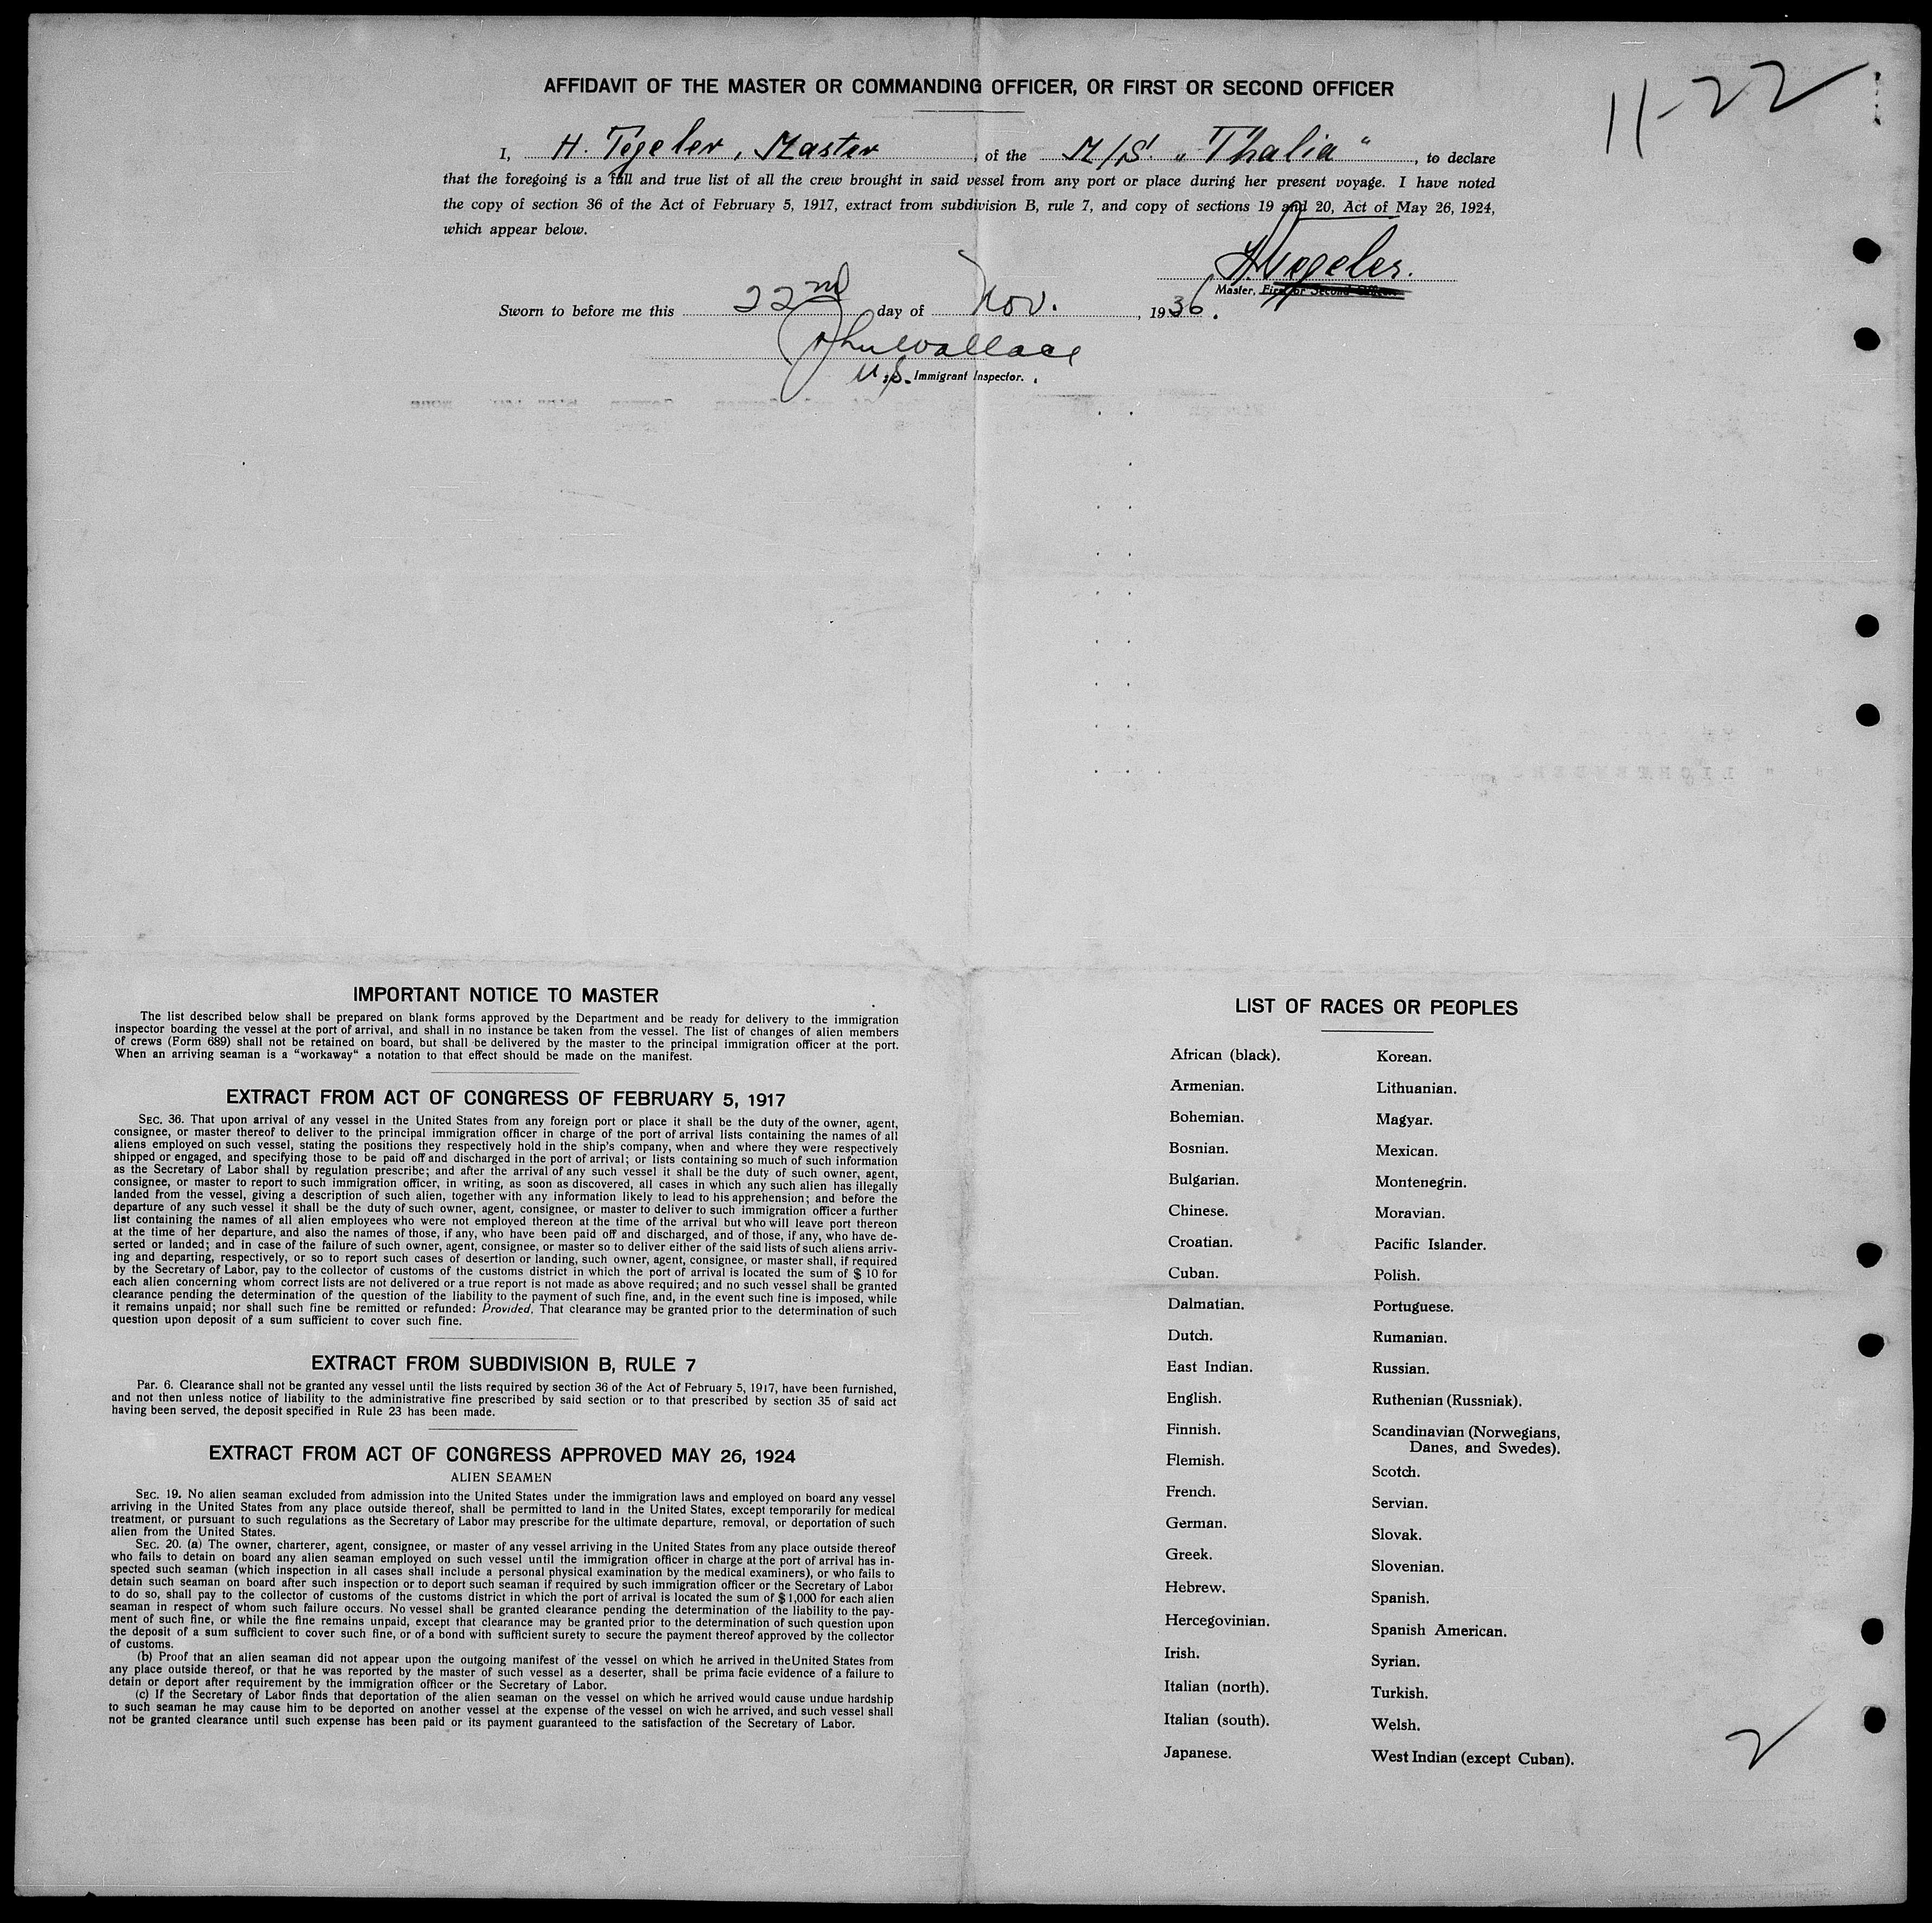 AFFIDAVIT OF THE MASTER OR COMMANDING OFFICER, OR FIRST OR SECOND OFFICER
11-22
I, H. Tegeler, Master, of the M/S. „Thalia“, to declare
that the foregoing is a full and true list of all the crew brought in said vessel from any port or place during her present voyage. I have noted
the copy of section 36 of the Act of February 5, 1917, extract from subdivision B, rule 7, and copy of sections 19 and 20, Act of May 26, 1924,
which appear below.
H. Tegeler.
Master, First or Second Officer.
Sworn to before me this 22nd day of Nov., 1936.
Jhn Wallace
U.S. Immigrant Inspector.
IMPORTANT NOTICE TO MASTER
The list described below shall be prepared on blank forms approved by the Department and be ready for delivery to the immigration
inspector boarding the vessel at the port of arrival, and shall in no instance be taken from the vessel. The list of changes of alien members
of crews (Form 689) shall not be retained on board, but shall be delivered by the master to the principal immigration officer at the port.
When an arriving seaman is a “workaway“ a notation to that effect should be made on the manifest.
EXTRACT FROM ACT OF CONGRESS OF FEBRUARY 5, 1917
SEC. 36. That upon arrival of any vessel in the United States from any foreign port or place it shall be the duty of the owner, agent,
consignee, or master thereof to deliver to the principal immigration officer in charge of the port of arrival lists containing the names of all
aliens employed on such vessel, stating the positions they respectively hold in the ship's company, when and where they were respectively
shipped or engaged, and specifying those to be paid off and discharged in the port of arrival; or lists containing so much of such information
as the Secretary of Labor shall by regulation prescribe; and after the arrival of any such vessel it shall be the duty of such owner, agent,
consignee, or master to report to such immigration officer, in writing, as soon as discovered, all cases in which any such alien has illegally
landed from the vessel, giving a description of such alien, together with any information likely to lead to his apprehension; and before the
departure of any such vessel it shall be the duty of such owner, agent, consignee, or master to deliver to such immigration officer a further
list containing the names of all alien employees who were not employed thereon at the time of the arrival but who will leave port thereon
at the time of her departure, and also the names of those, if any, who have been paid off and discharged, and of those, if any, who have de-
serted or landed; and in case of the failure of such owner, agent, consignee, or master so to deliver either of the said lists of such aliens arriv-
ing and departing, respectively, or so to report such cases of desertion or landing, such owner, agent, consignee, or master shall, if required
by the Secretary of Labor, pay to the collector of customs of the customs district in which the port of arrival is located the sum of $ 10 for
each alien concerning whom correct lists are not delivered or a true report is not made as above required; and no such vessel shall be granted
clearance pending the determination of the question of the liability to the payment of such fine, and, in the event such fine is imposed, while
it remains unpaid; nor shall such fine be remitted or refunded: Provided, That clearance may be granted prior to the determination of such
question upon deposit of a sum sufficient to cover such fine.
EXTRACT FROM SUBDIVISION B, RULE 7
Par. 6. Clearance shall not be granted any vessel until the lists required by section 36 of the Act of February 5, 1917, have been furnished,
and not then unless notice of liability to the administrative fine prescribed by said section or to that prescribed by section 35 of said act
having been served, the deposit specified in Rule 23 has been made.
EXTRACT FROM ACT OF CONGRESS APPROVED MAY 26, 1924
ALIEN SEAMEN
SEC. 19. No alien seaman excluded from admission into the United States under the immigration laws and employed on board any vessel
arriving in the United States from any place outside thereof, shall be permitted to land in the United States, except temporarily for medical
treatment, or pursuant to such regulations as the Secretary of Labor may prescribe for the ultimate departure, removal, or deportation of such
alien from the United States.
SEC. 20. (a) The owner, charterer, agent, consignee, or master of any vessel arriving in the United States from any place outside thereof
who fails to detain on board any alien seaman employed on such vessel until the immigration officer in charge at the port of arrival has in-
spected such seaman (which inspection in all cases shall include a personal physical examination by the medical examiners), or who fails to
detain such seaman on board after such inspection or to deport such seaman if required by such immigration officer or the Secretary of Labor
to do so, shall pay to the collector of customs of the customs district in which the port of arrival is located the sum of $ 1,000 for each alien
seaman in respect of whom such failure occurs. No vessel shall be granted clearance pending the determination of the liability to the pay-
ment of such fine, or while the fine remains unpaid, except that clearance may be granted prior to the determination of such question upon
the deposit of a sum sufficient to cover such fine, or of a bond with sufficient surety to secure the payment thereof approved by the collector
of customs.
(b) Proof that an alien seaman did not appear upon the outgoing manifest of the vessel on which he arrived in theUnited States from
any place outside thereof, or that he was reported by the master of such vessel as a deserter, shall be prima facie evidence of a failure to
detain or deport after requirement by the immigration officer or the Secretary of Labor.
(c) If the Secretary of Labor finds that deportation of the alien seaman on the vessel on which he arrived would cause undue hardship
to such seaman he may cause him to be deported on another vessel at the expense of the vessel on wich he arrived, and such vessel shall
not be granted clearance until such expense has been paid or its payment guaranteed to the satisfaction of the Secretary of Labor.
LIST OF RACES OR PEOPLES
African (black).
Armenian.
Bohemian.
Bosnian.
Bulgarian.
Chinese.
Croatian.
Cuban.
Dalmatian.
Dutch.
East Indian.
English.
Finnish.
Flemish.
French.
German.
Greek.
Hebrew.
Hercegovinian.
Irish.
Italian (north).
Italian (south).
Japanese.
Korean.
Lithuanian.
Magyar.
Mexican.
Montenegrin.
Moravian.
Pacific Islander.
Polish.
Portuguese.
Rumanian.
Russian.
Ruthenian (Russniak).
Scandinavian (Norwegians,
Danes, and Swedes).
Scotch.
Servian.
Slovak.
Slovenian.
Spanish.
Spanish American.
Syrian.
Turkish.
Welsh.
West Indian (except Cuban).
2